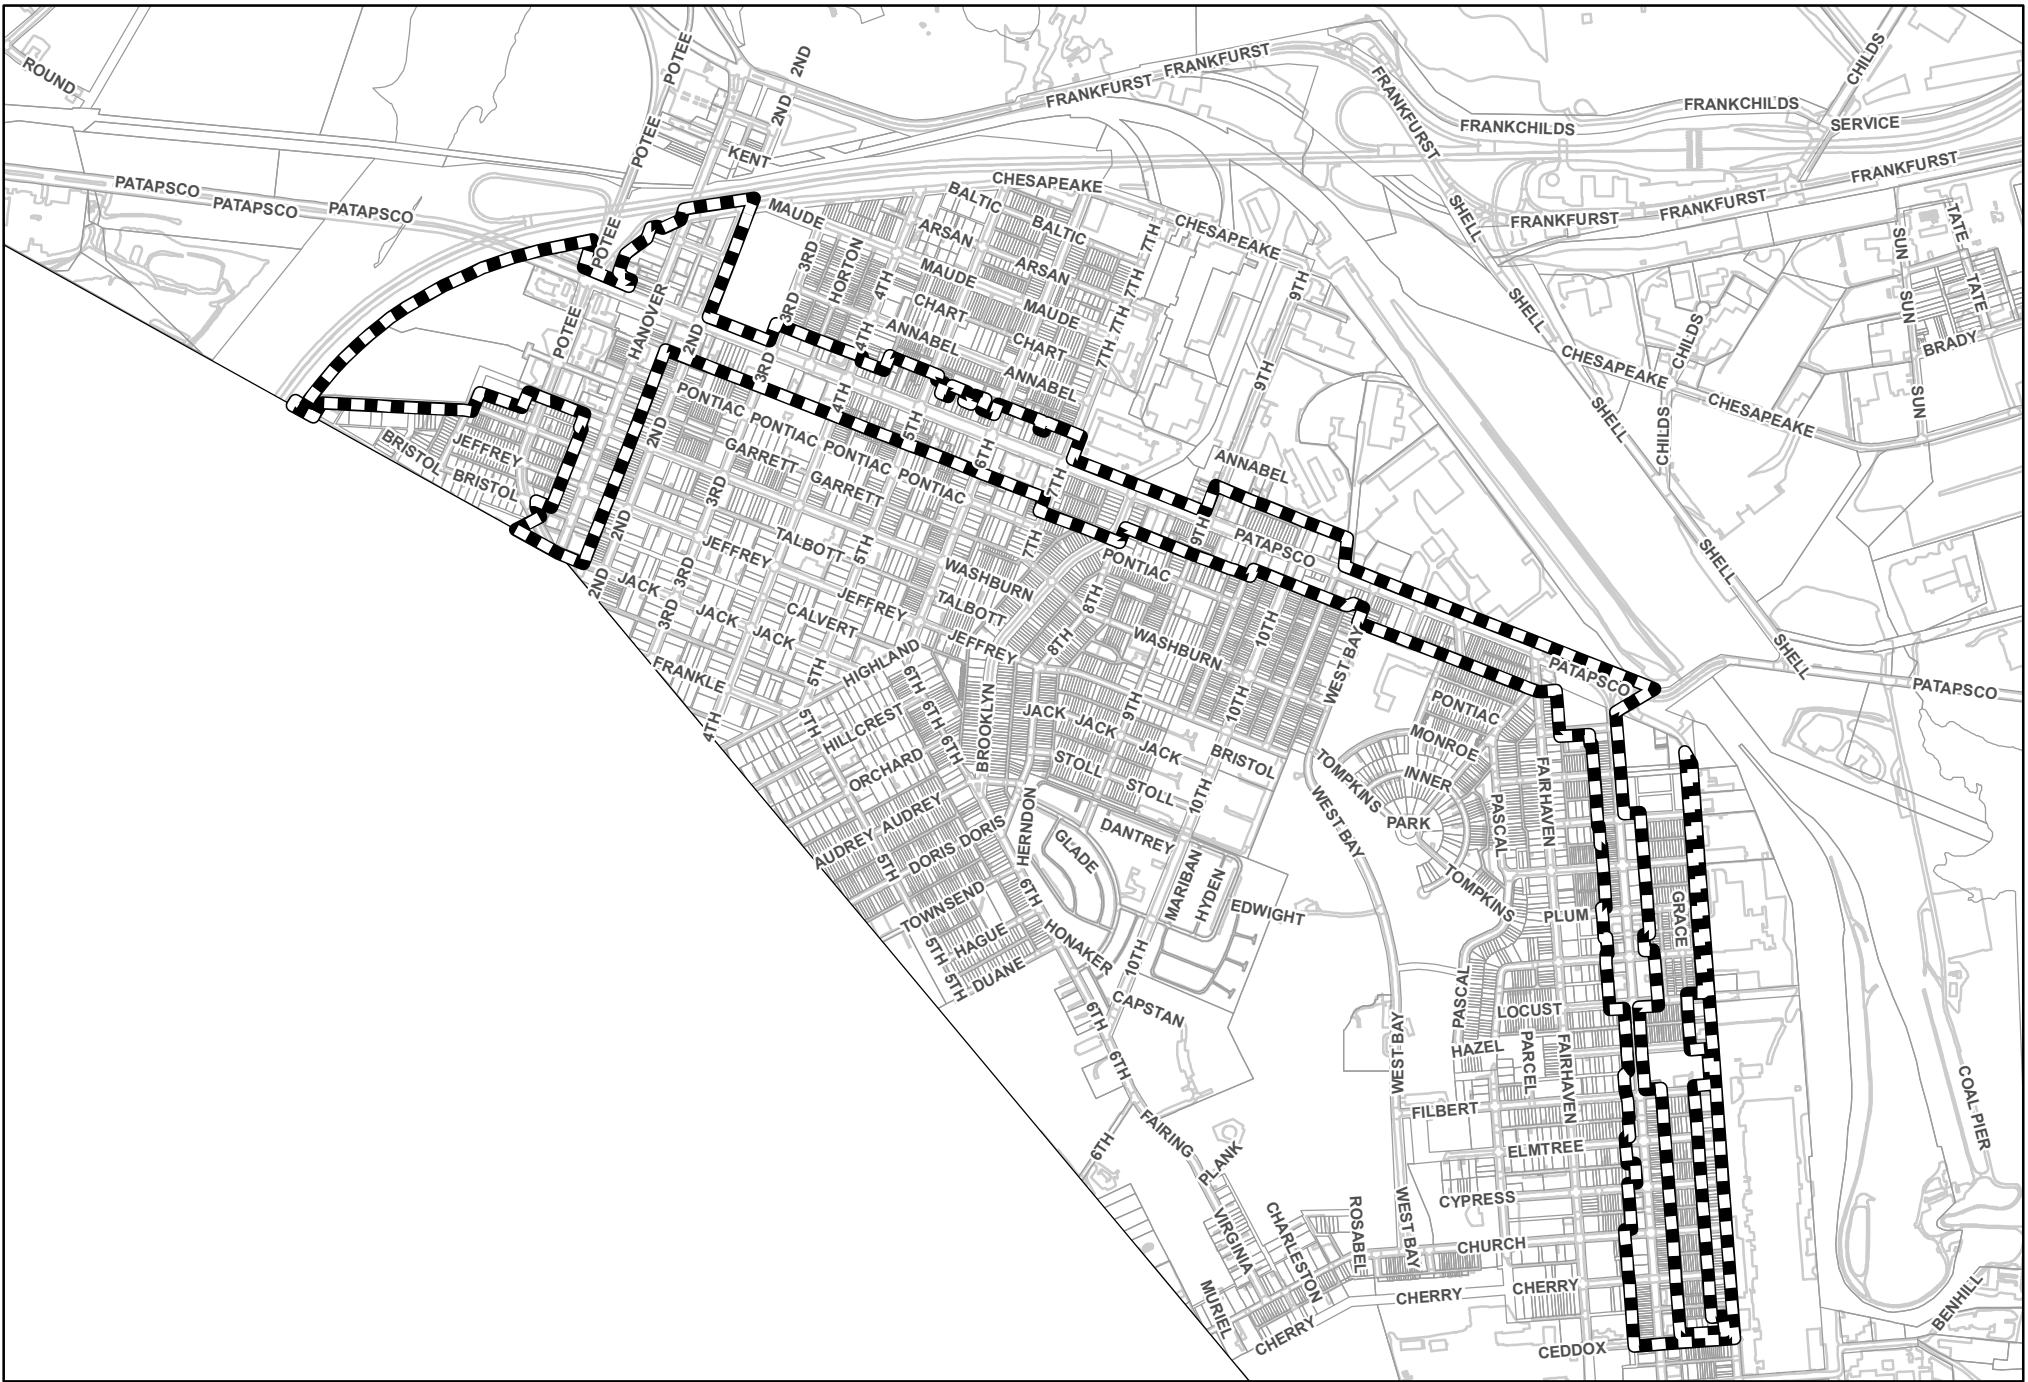 ROUND
POTEE
2ND
FRANKFURST
FRANKFURST
CHILDS
FRANKFURST
FRANKCHILDS
2ND
FRANKCHILDS
SERVICE
POTEE
KENT
FRANKFURST
PATAPSCO
PATAPSCO
PATAPSCO
CHESAPEAKE
BALTIC
BALTIC
MAUDE
ARSAN
CHESAPEAKE
SHELL
FRANKFURST
FRANKFURST
TATE
SUN
POTEE
3RD
HORTON
4TH
7TH
ARSAN
MAUDE
7TH
9TH
TATE
SUN
HANOVER
POTEE
2ND
3RD
CHART
MAUDE
7TH
SHELL
CHILDS
BRADY
4TH
ANNABEL
CHART
7TH
CHESAPEAKE
3RD
ANNABEL
9TH
SUN
PONTIAC
4TH
SHELL
CHESAPEAKE
2ND
PONTIAC
5TH
CHILDS
BRISTOL
JEFFREY
BRISTOL
GARRETT
PONTIAC
PONTIAC
6TH
ANNABEL
3RD
GARRETT
7TH
2ND
JEFFREY
TALBOTT
5TH
7TH
9TH
PATAPSCO
SHELL
PONTIAC
2ND
JACK
3RD
WASHBURN
8TH
3RD
JACK
JACK
CALVERT
JEFFREY
TALBOTT
8TH
WASHBURN
10TH
SHELL
FRANKLE
5TH
HIGHLAND
JEFFREY
WEST BAY
PATAPSCO
PATAPSCO
4TH
5TH
HILLCREST
6TH
6TH
6TH
BROOKLYN
JACK
JACK
JACK
9TH
10TH
BRISTOL
PONTIAC
MONROE
ORCHARD
STOLL
STOLL
10TH
TOMPKINS
INNER
FAIRHAVEN
AUDREY
AUDREY
HERNDON
GLADE
DANTREY
WEST BAY
PARK
PASCAL
5TH
DORIS
DORIS
MARIBAN
HYDEN
TOMPKINS
TOWNSEND
6TH
EDWIGHT
PLUM
GRACE
5TH
HAGUE
HONAKER
10TH
5TH
DUANE
6TH
CAPSTAN
PASCAL
LOCUST
6TH
WEST BAY
HAZEL
PARCEL
FAIRHAVEN
COAL PIER
FILBERT
6TH
FAIRING
PLANK
ELMTREE
CYPRESS
VIRGINIA
CHARLESTON
ROSABEL
WEST BAY
CHURCH
MURIEL
CHERRY
CHERRY
CHERRY
CEDDOX
BENHILL